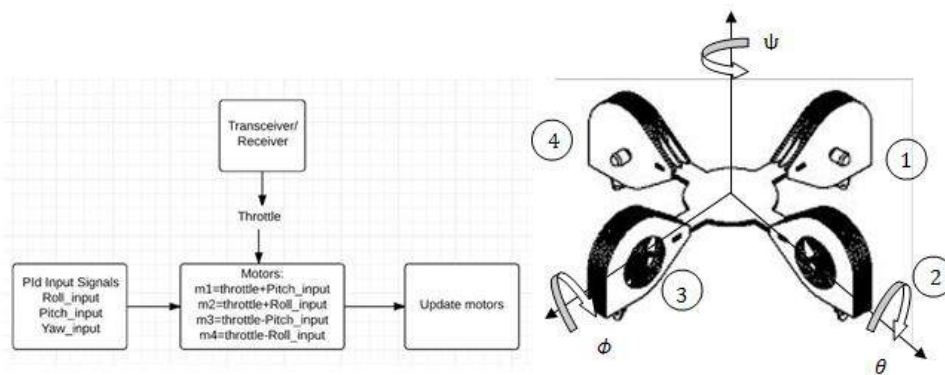 Transceiver/
Receiver
Throttle
PId Input Signals
Roll_input
Pitch_input
Yaw_input
Motors:
m1=throttle+Pitch_input
m2=throttle+Roll_input
m3=throttle-Pitch_input
m4=throttle-Roll_input
Update motors
ψ
4
1
3
2
ϕ
θ